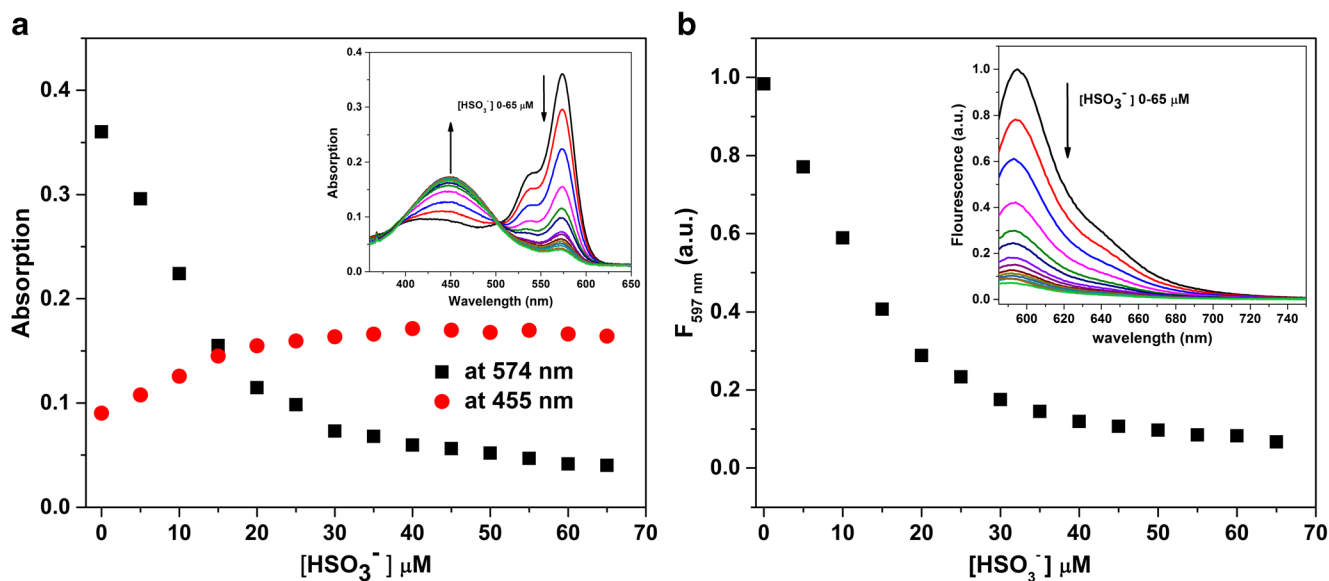 a
Absorption
0.4
0.3
0.2
0.1
0.0
0 10 20 30 40 50 60 70
[HSO₃⁻] μM
at 574 nm
at 455 nm
Absorption
0.4
0.3
0.2
0.1
0.0
400 450 500 550 600 650
Wavelength (nm)
[HSO₃⁻] 0-65 μM
b
F597 nm (a.u.)
1.0
0.8
0.6
0.4
0.2
0.0
0 10 20 30 40 50 60 70
[HSO₃⁻] μM
Flourescence (a.u.)
1.0
0.8
0.6
0.4
0.2
0.0
600 620 640 660 680 700 720 740
wavelength (nm)
[HSO₃⁻] 0-65 μM